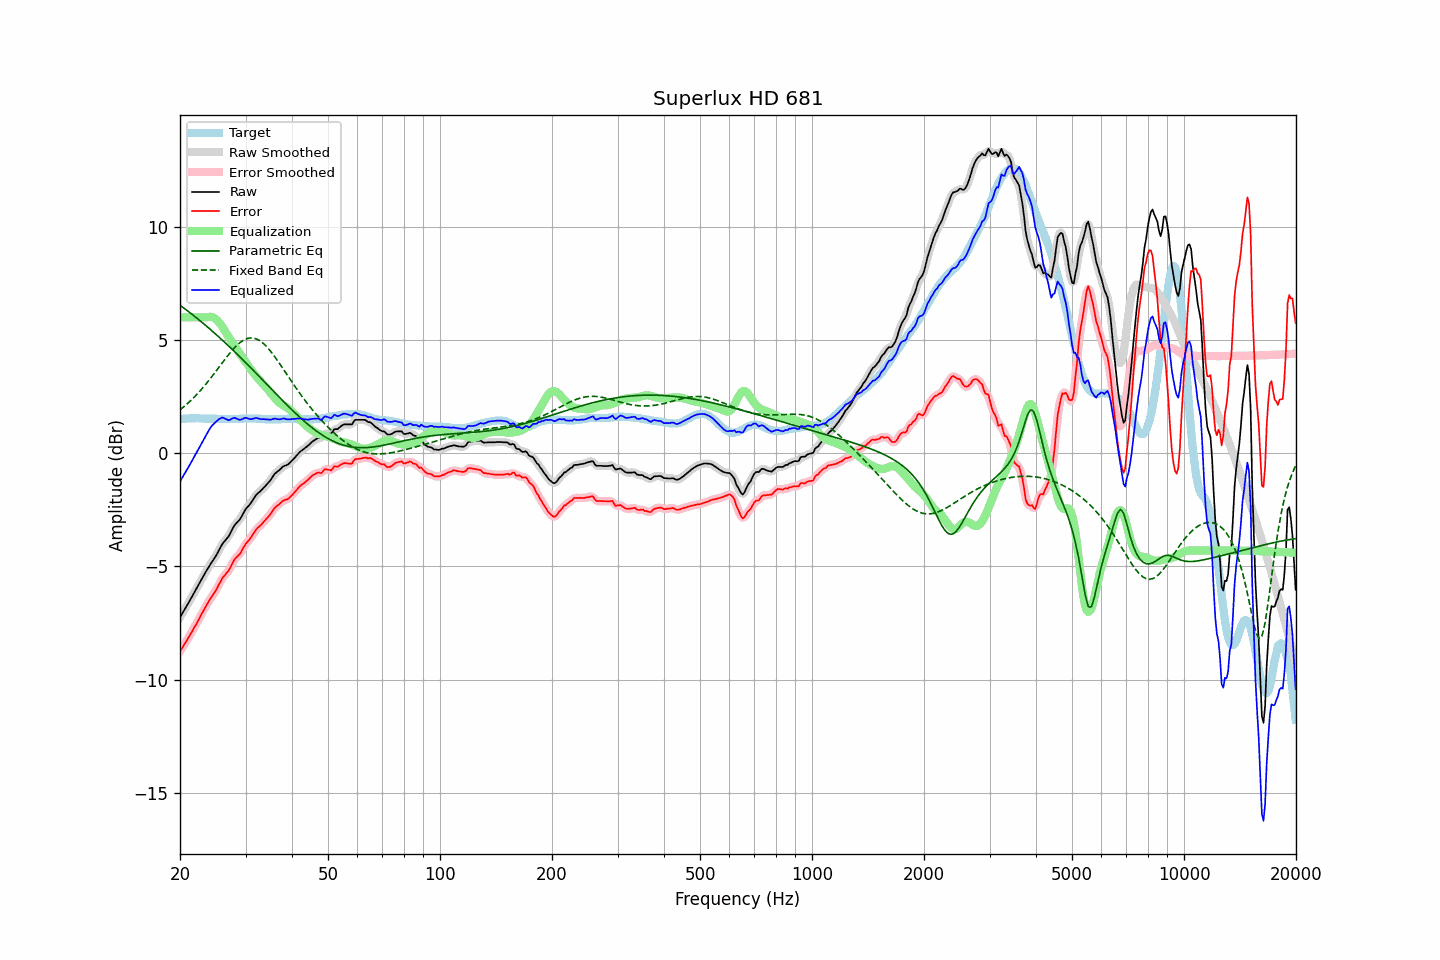 Superlux HD 681
Target
Raw Smoothed
Error Smoothed
Raw
Error
Equalization
Parametric Eq
Fixed Band Eq
Equalized
Amplitude (dBr)
10
5
0
−5
−10
−15
20 50 100 200 500 1000 2000 5000 10000 20000
Frequency (Hz)